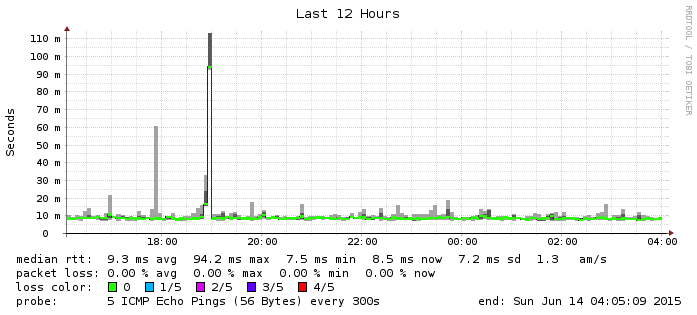 Last 12 Hours
RRDTOOL / TOBI OETIKER
Seconds
110 m
100 m
90 m
80 m
70 m
60 m
50 m
40 m
30 m
20 m
10 m
0
18:00 20:00 22:00 00:00 02:00 04:00
median rtt: 9.3 ms avg 94.2 ms max 7.5 ms min 8.5 ms now 7.2 ms sd 1.3 am/s
packet loss: 0.00 % avg 0.00 % max 0.00 % min 0.00 % now
loss color: 0 1/5 2/5 3/5 4/5
probe: 5 ICMP Echo Pings (56 Bytes) every 300s end: Sun Jun 14 04:05:09 2015